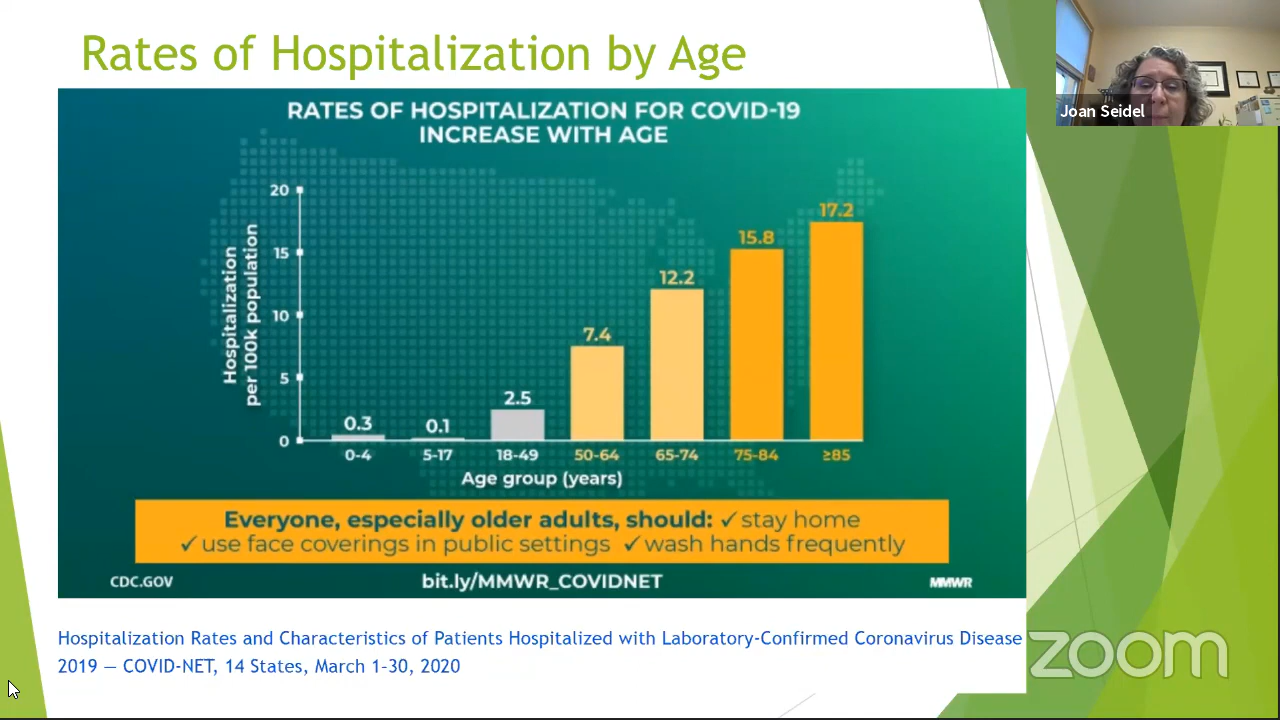 Rates of Hospitalization by Age
Joan Seidel
RATES OF HOSPITALIZATION FOR COVID-19
INCREASE WITH AGE
Hospitalization
per 100k population
20
15
10
5
0
0.3
0.1
2.5
7.4
12.2
15.8
17.2
0-4
5-17
18-49
50-64
65-74
75-84
≥85
Age group (years)
Everyone, especially older adults, should: ✓ stay home
✓ use face coverings in public settings ✓ wash hands frequently
CDC.GOV
bit.ly/MMWR_COVIDNET
MMWR
Hospitalization Rates and Characteristics of Patients Hospitalized with Laboratory-Confirmed Coronavirus Disease
2019 — COVID-NET, 14 States, March 1-30, 2020
zoom